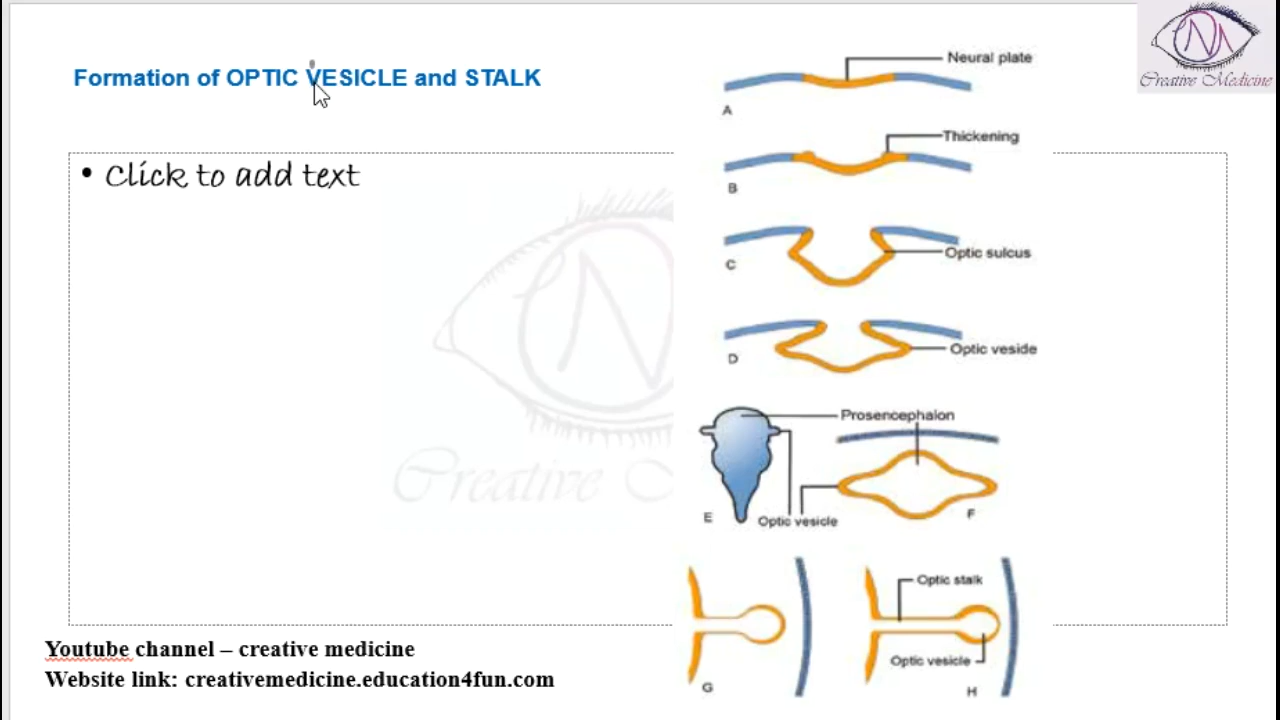 Formation of OPTIC VESICLE and STALK
Creative Medicine
• Click to add text
Neural plate
A
Thickening
B
Optic sulcus
C
Optic veside
D
Prosencephalon
E
Optic vesicle
F
Creative
Optic stalk
Optic vesicle
G
H
Youtube channel – creative medicine
Website link: creativemedicine.education4fun.com